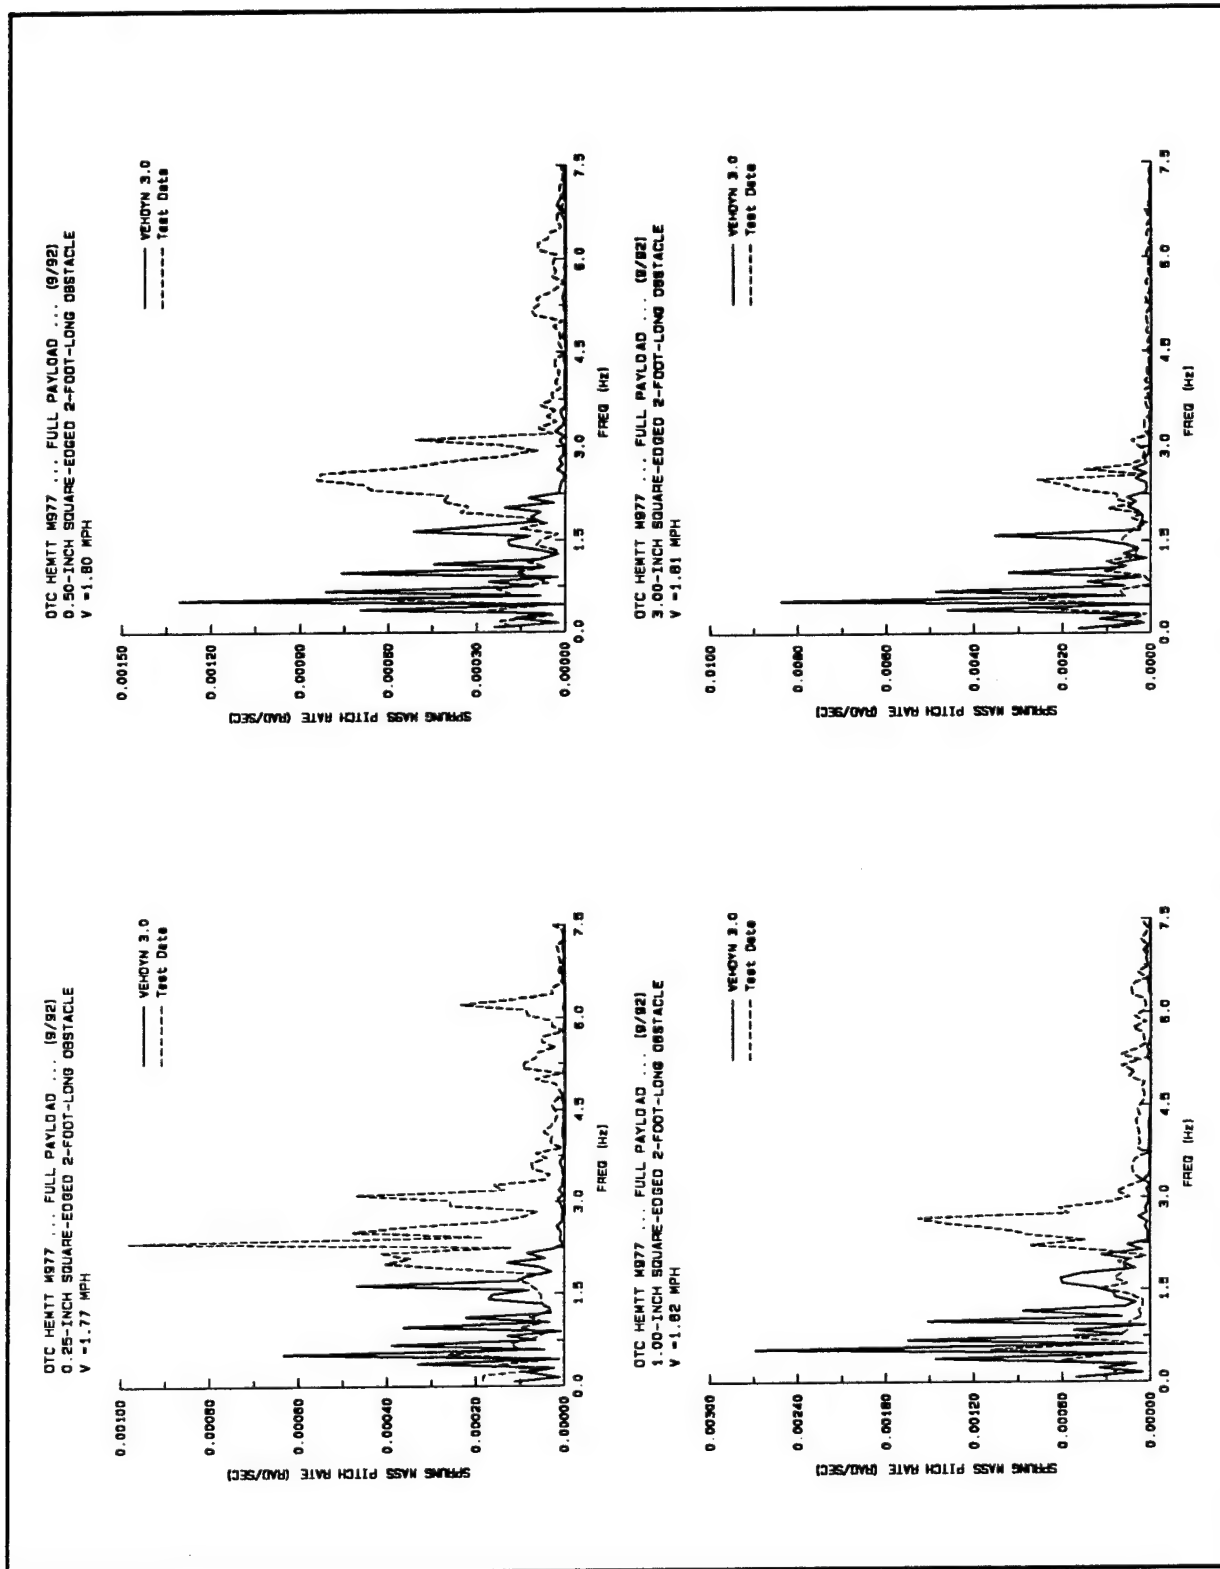 OTC HEMTT M977 ... FULL PAYLOAD ... (9/92)
0.25-INCH SQUARE-EDGED 2-FOOT-LONG OBSTACLE
V =1.77 MPH
VEHDYN 3.0
Test Data
SPRUNG MASS PITCH RATE (RAD/SEC)
0.00100
0.00080
0.00060
0.00040
0.00020
0.00000
0.0 1.5 3.0 4.5 6.0 7.5
FREQ (Hz)
OTC HEMTT M977 ... FULL PAYLOAD ... (9/92)
0.50-INCH SQUARE-EDGED 2-FOOT-LONG OBSTACLE
V =1.80 MPH
VEHDYN 3.0
Test Data
SPRUNG MASS PITCH RATE (RAD/SEC)
0.00150
0.00120
0.00090
0.00060
0.00030
0.00000
0.0 1.5 3.0 4.5 6.0 7.5
FREQ (Hz)
OTC HEMTT M977 ... FULL PAYLOAD ... (9/92)
1.00-INCH SQUARE-EDGED 2-FOOT-LONG OBSTACLE
V =1.82 MPH
VEHDYN 3.0
Test Data
SPRUNG MASS PITCH RATE (RAD/SEC)
0.00300
0.00240
0.00180
0.00120
0.00060
0.00000
0.0 1.5 3.0 4.5 6.0 7.5
FREQ (Hz)
OTC HEMTT M977 ... FULL PAYLOAD ... (9/92)
3.00-INCH SQUARE-EDGED 2-FOOT-LONG OBSTACLE
V =1.81 MPH
VEHDYN 3.0
Test Data
SPRUNG MASS PITCH RATE (RAD/SEC)
0.0100
0.0080
0.0060
0.0040
0.0020
0.0000
0.0 1.5 3.0 4.5 6.0 7.5
FREQ (Hz)